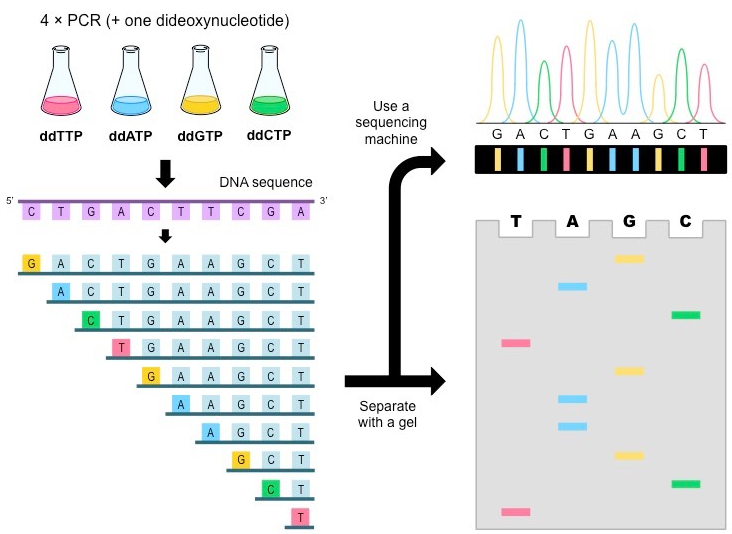 4 × PCR (+ one dideoxynucleotide)
ddTTP ddATP ddGTP ddCTP
DNA sequence
5' 3'
C T G A C T T C G A
G A C T G A A G C T
A C T G A A G C T
C T G A A G C T
T G A A G C T
G A A G C T
A A G C T
A G C T
G C T
C T
T
Use a
sequencing
machine
Separate
with a gel
G A C T G A A G C T
T A G C